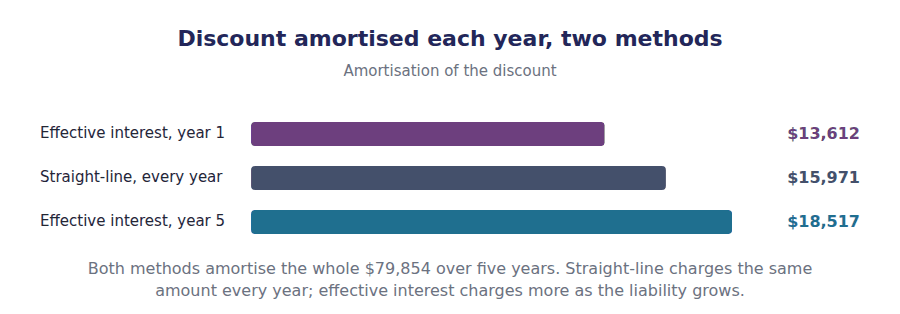 Discount amortised each year, two methods
Amortisation of the discount
Effective interest, year 1 $13,612
Straight-line, every year $15,971
Effective interest, year 5 $18,517
Both methods amortise the whole $79,854 over five years. Straight-line charges the same
amount every year; effective interest charges more as the liability grows.